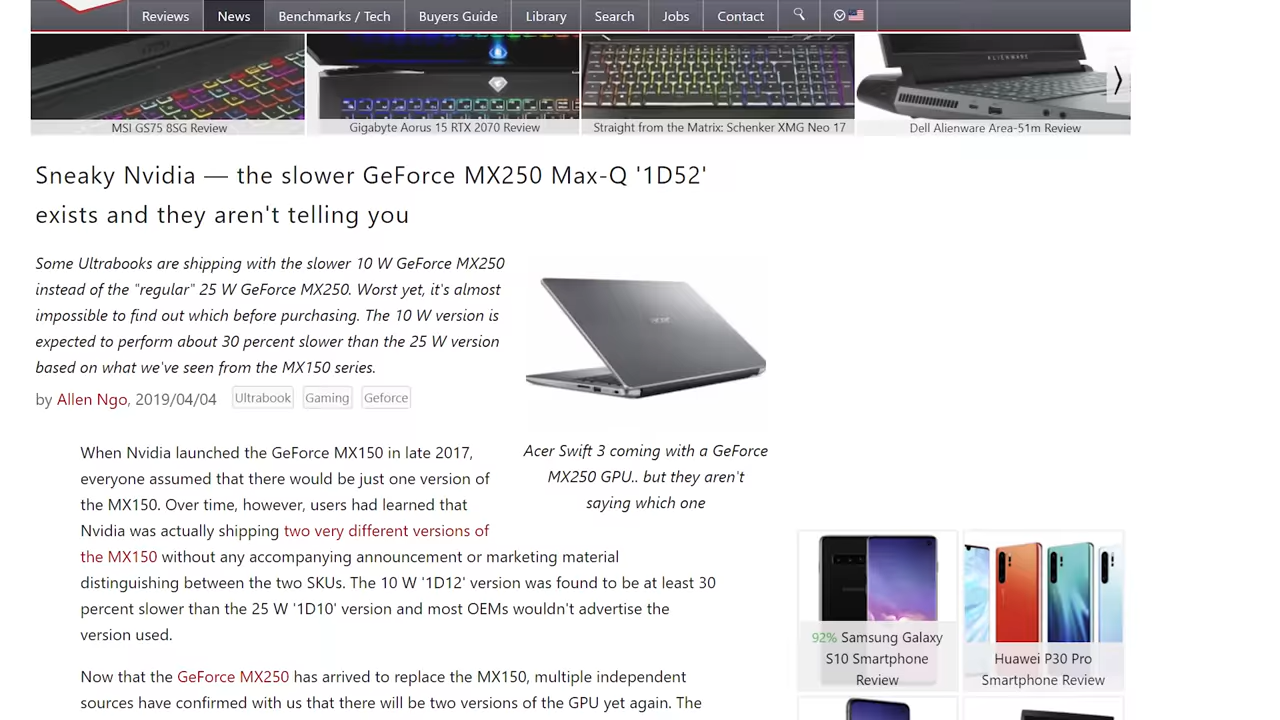 Reviews News Benchmarks / Tech Buyers Guide Library Search Jobs Contact
ALIENWARE
MSI GS75 8SG Review
Gigabyte Aorus 15 RTX 2070 Review
Straight from the Matrix: Schenker XMG Neo 17
Dell Alienware Area-51m Review
Sneaky Nvidia — the slower GeForce MX250 Max-Q '1D52'
exists and they aren't telling you
Some Ultrabooks are shipping with the slower 10 W GeForce MX250
instead of the "regular" 25 W GeForce MX250. Worst yet, it's almost
impossible to find out which before purchasing. The 10 W version is
expected to perform about 30 percent slower than the 25 W version
based on what we've seen from the MX150 series.
by Allen Ngo, 2019/04/04 Ultrabook Gaming Geforce
Acer Swift 3 coming with a GeForce
MX250 GPU.. but they aren't
saying which one
When Nvidia launched the GeForce MX150 in late 2017,
everyone assumed that there would be just one version of
the MX150. Over time, however, users had learned that
Nvidia was actually shipping two very different versions of
the MX150 without any accompanying announcement or marketing material
distinguishing between the two SKUs. The 10 W '1D12' version was found to be at least 30
percent slower than the 25 W '1D10' version and most OEMs wouldn't advertise the
version used.
Now that the GeForce MX250 has arrived to replace the MX150, multiple independent
sources have confirmed with us that there will be two versions of the GPU yet again. The
92% Samsung Galaxy
S10 Smartphone
Review
Huawei P30 Pro
Smartphone Review